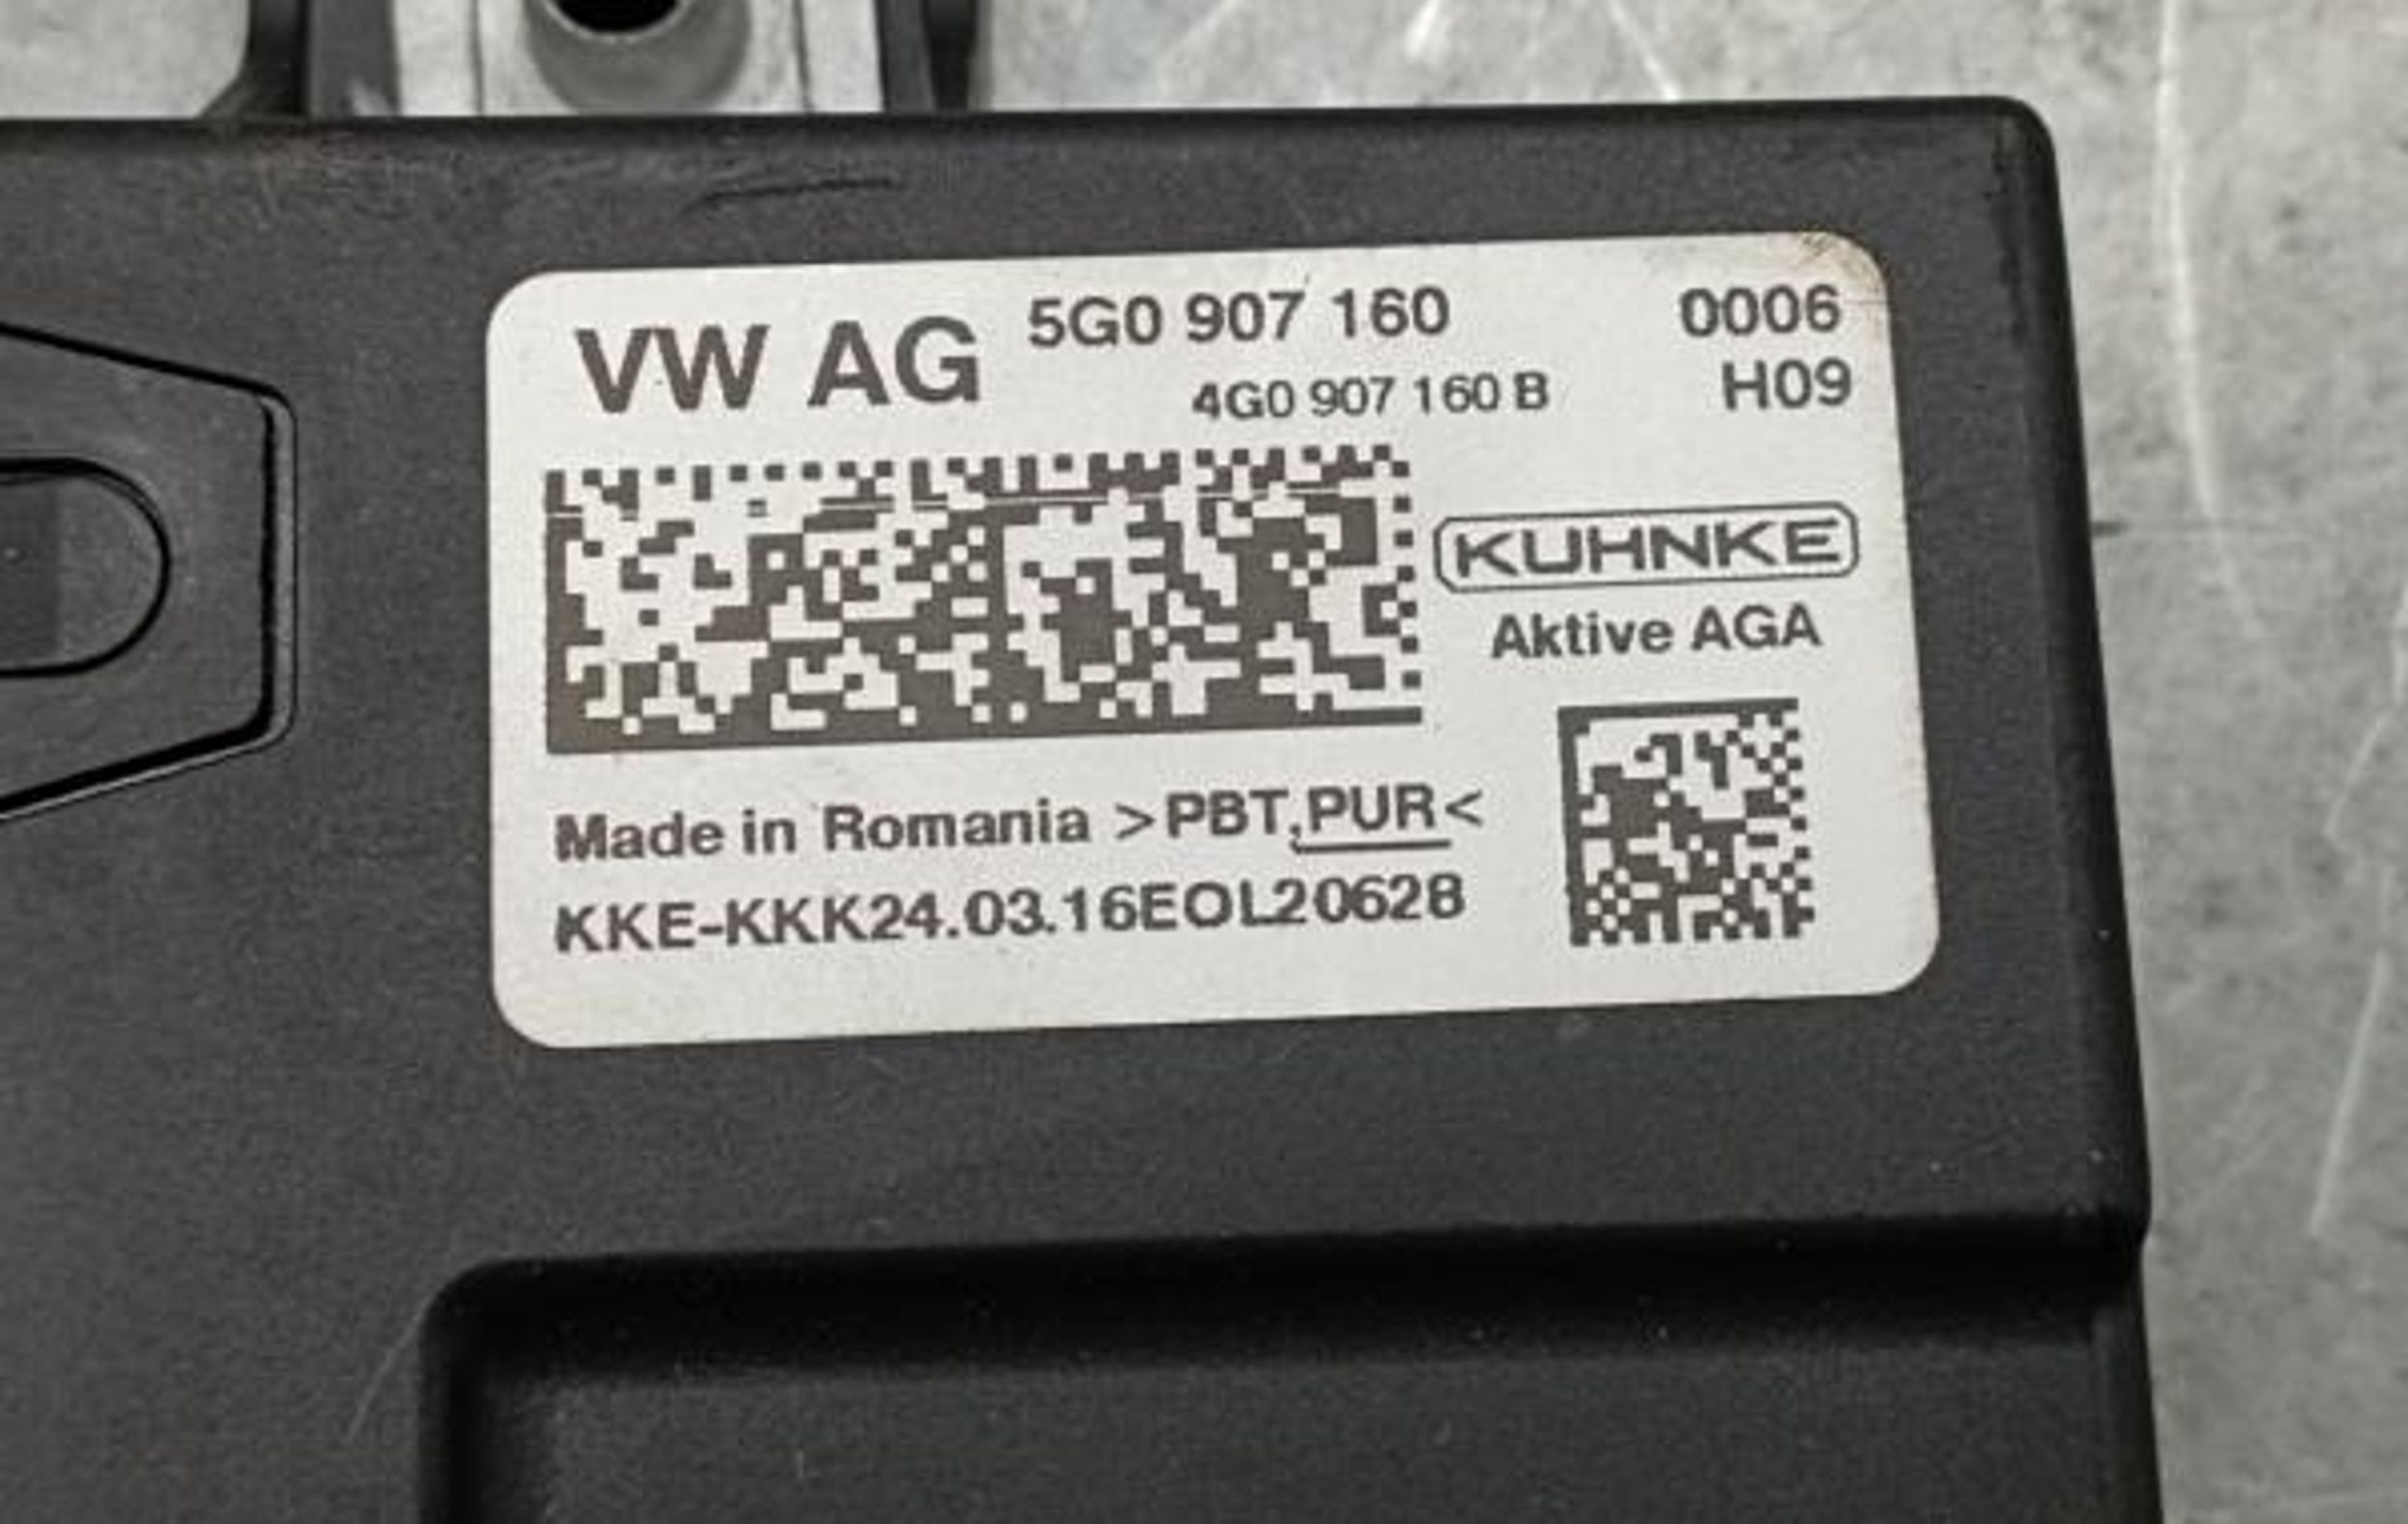 VW AG 5G0 907 160 0006
4G0 907 160 B H09
KUHNKE
Aktive AGA
Made in Romania >PBT,PUR<
KKE-KKK24.03.16EOL20628